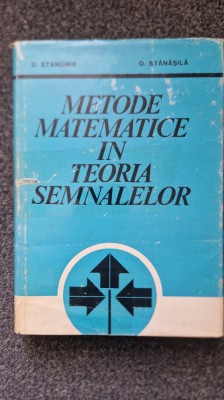 D. STANOMIR O. STĂNĂȘILĂ
METODE
MATEMATICE
IN
TEORIA
SEMNALELOR